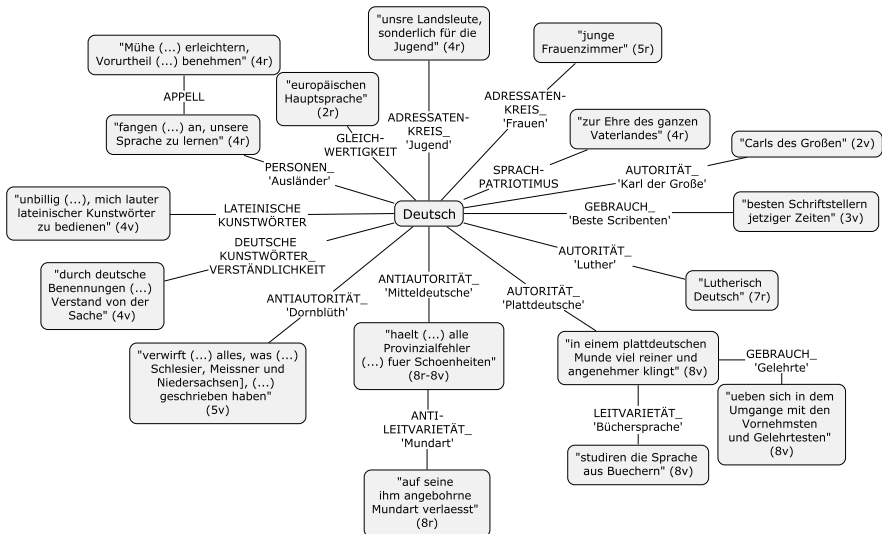 "unsre Landsleute,
sonderlich für die
Jugend" (4r)
"junge
Frauenzimmer" (5r)
"Mühe (...) erleichtern,
Vorurtheil (...) benehmen" (4r)
APPELL
"europäischen
Hauptsprache"
(2r)
"fangen (...) an, unsere
Sprache zu lernen" (4r)
ADRESSATEN-
KREIS_
'Jugend'
ADRESSATEN-
KREIS_
'Frauen'
"zur Ehre des ganzen
Vaterlandes" (4r)
"Carls des Großen" (2v)
GLEICH-
WERTIGKEIT
PERSONEN_
'Ausländer'
SPRACH-
PATRIOTIMUS
AUTORITÄT_
'Karl der Große'
"unbillig (...), mich lauter
lateinischer Kunstwörter
zu bedienen" (4v)
LATEINISCHE
KUNSTWÖRTER
Deutsch
GEBRAUCH_
'Beste Scribenten'
"besten Schriftstellern
jetziger Zeiten" (3v)
DEUTSCHE
KUNSTWÖRTER_
VERSTÄNDLICHKEIT
AUTORITÄT_
'Luther'
"durch deutsche
Benennungen (...)
Verstand von der
Sache" (4v)
ANTIAUTORITÄT_
'Dornblüth'
ANTIAUTORITÄT_
'Mitteldeutsche'
AUTORITÄT_
'Plattdeutsche'
"Lutherisch
Deutsch" (7r)
"verwirft (...) alles, was (...)
Schlesier, Meissner und
Niedersachsen], (...)
geschrieben haben"
(5v)
"haelt (...) alle
Provinzialfehler
(...) fuer Schoenheiten"
(8r-8v)
"in einem plattdeutschen
Munde viel reiner und
angenehmer klingt" (8v)
GEBRAUCH_
'Gelehrte'
ANTI-
LEITVARIETÄT_
'Mundart'
LEITVARIETÄT_
'Büchersprache'
"ueben sich in dem
Umgange mit den
Vornehmsten
und Gelehrtesten"
(8v)
"auf seine
ihm angebohrne
Mundart verlaesst"
(8r)
"studiren die Sprache
aus Buechern" (8v)